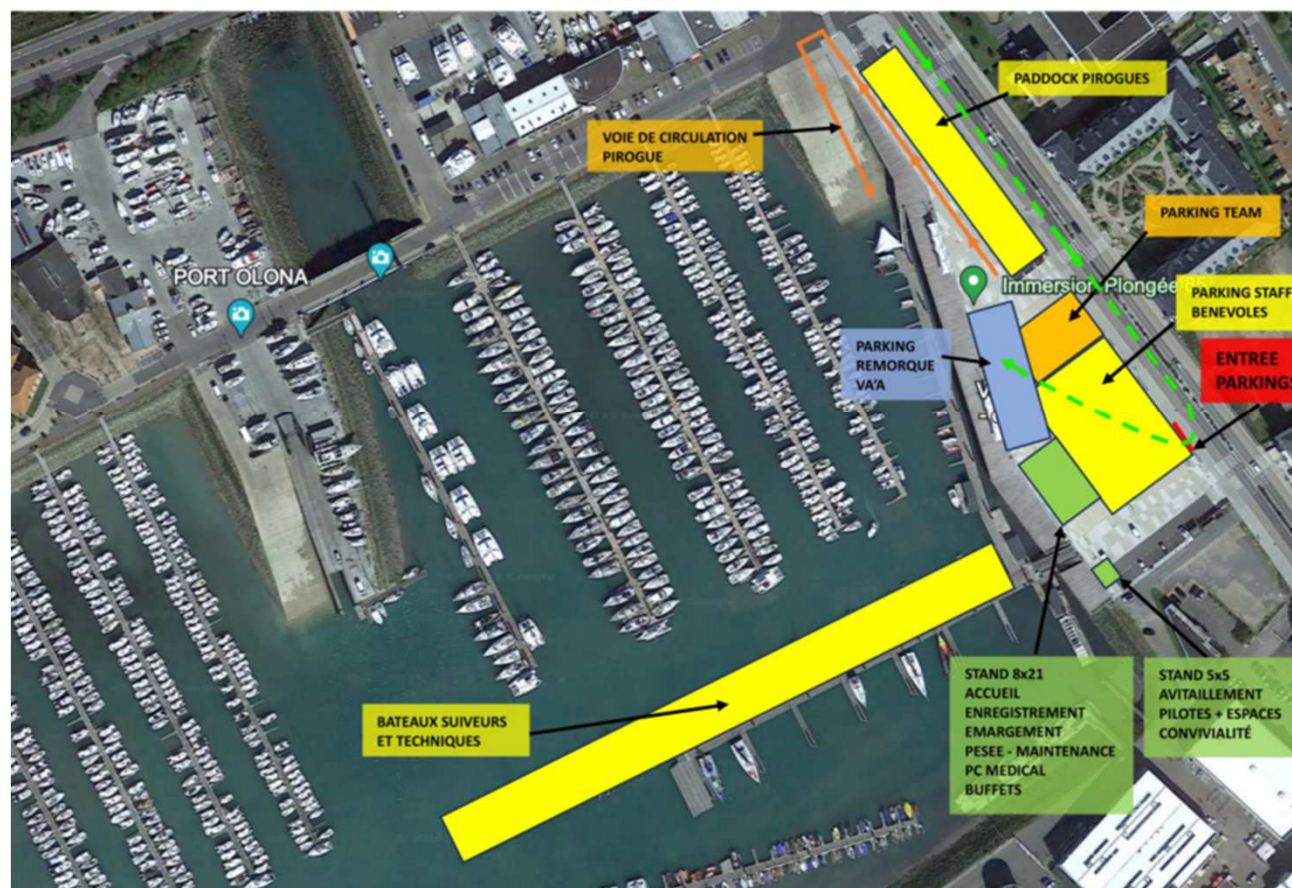 PADDOCK PIROGUES
VOIE DE CIRCULATION
PIROGUE
PARKING TEAM
PORT OLONA
Immersion Plongée
PARKING STAFF
BENEVOLES
PARKING
REMORQUE
VA'A
ENTREE
PARKINGS
BATEAUX SUIVEURS
ET TECHNIQUES
STAND 8x21
ACCUEIL
ENREGISTREMENT
EMARGEMENT
PESEE - MAINTENANCE
PC MEDICAL
BUFFETS
STAND 5x5
AVITAILLEMENT
PILOTES + ESPACES
CONVIVIALITÉ